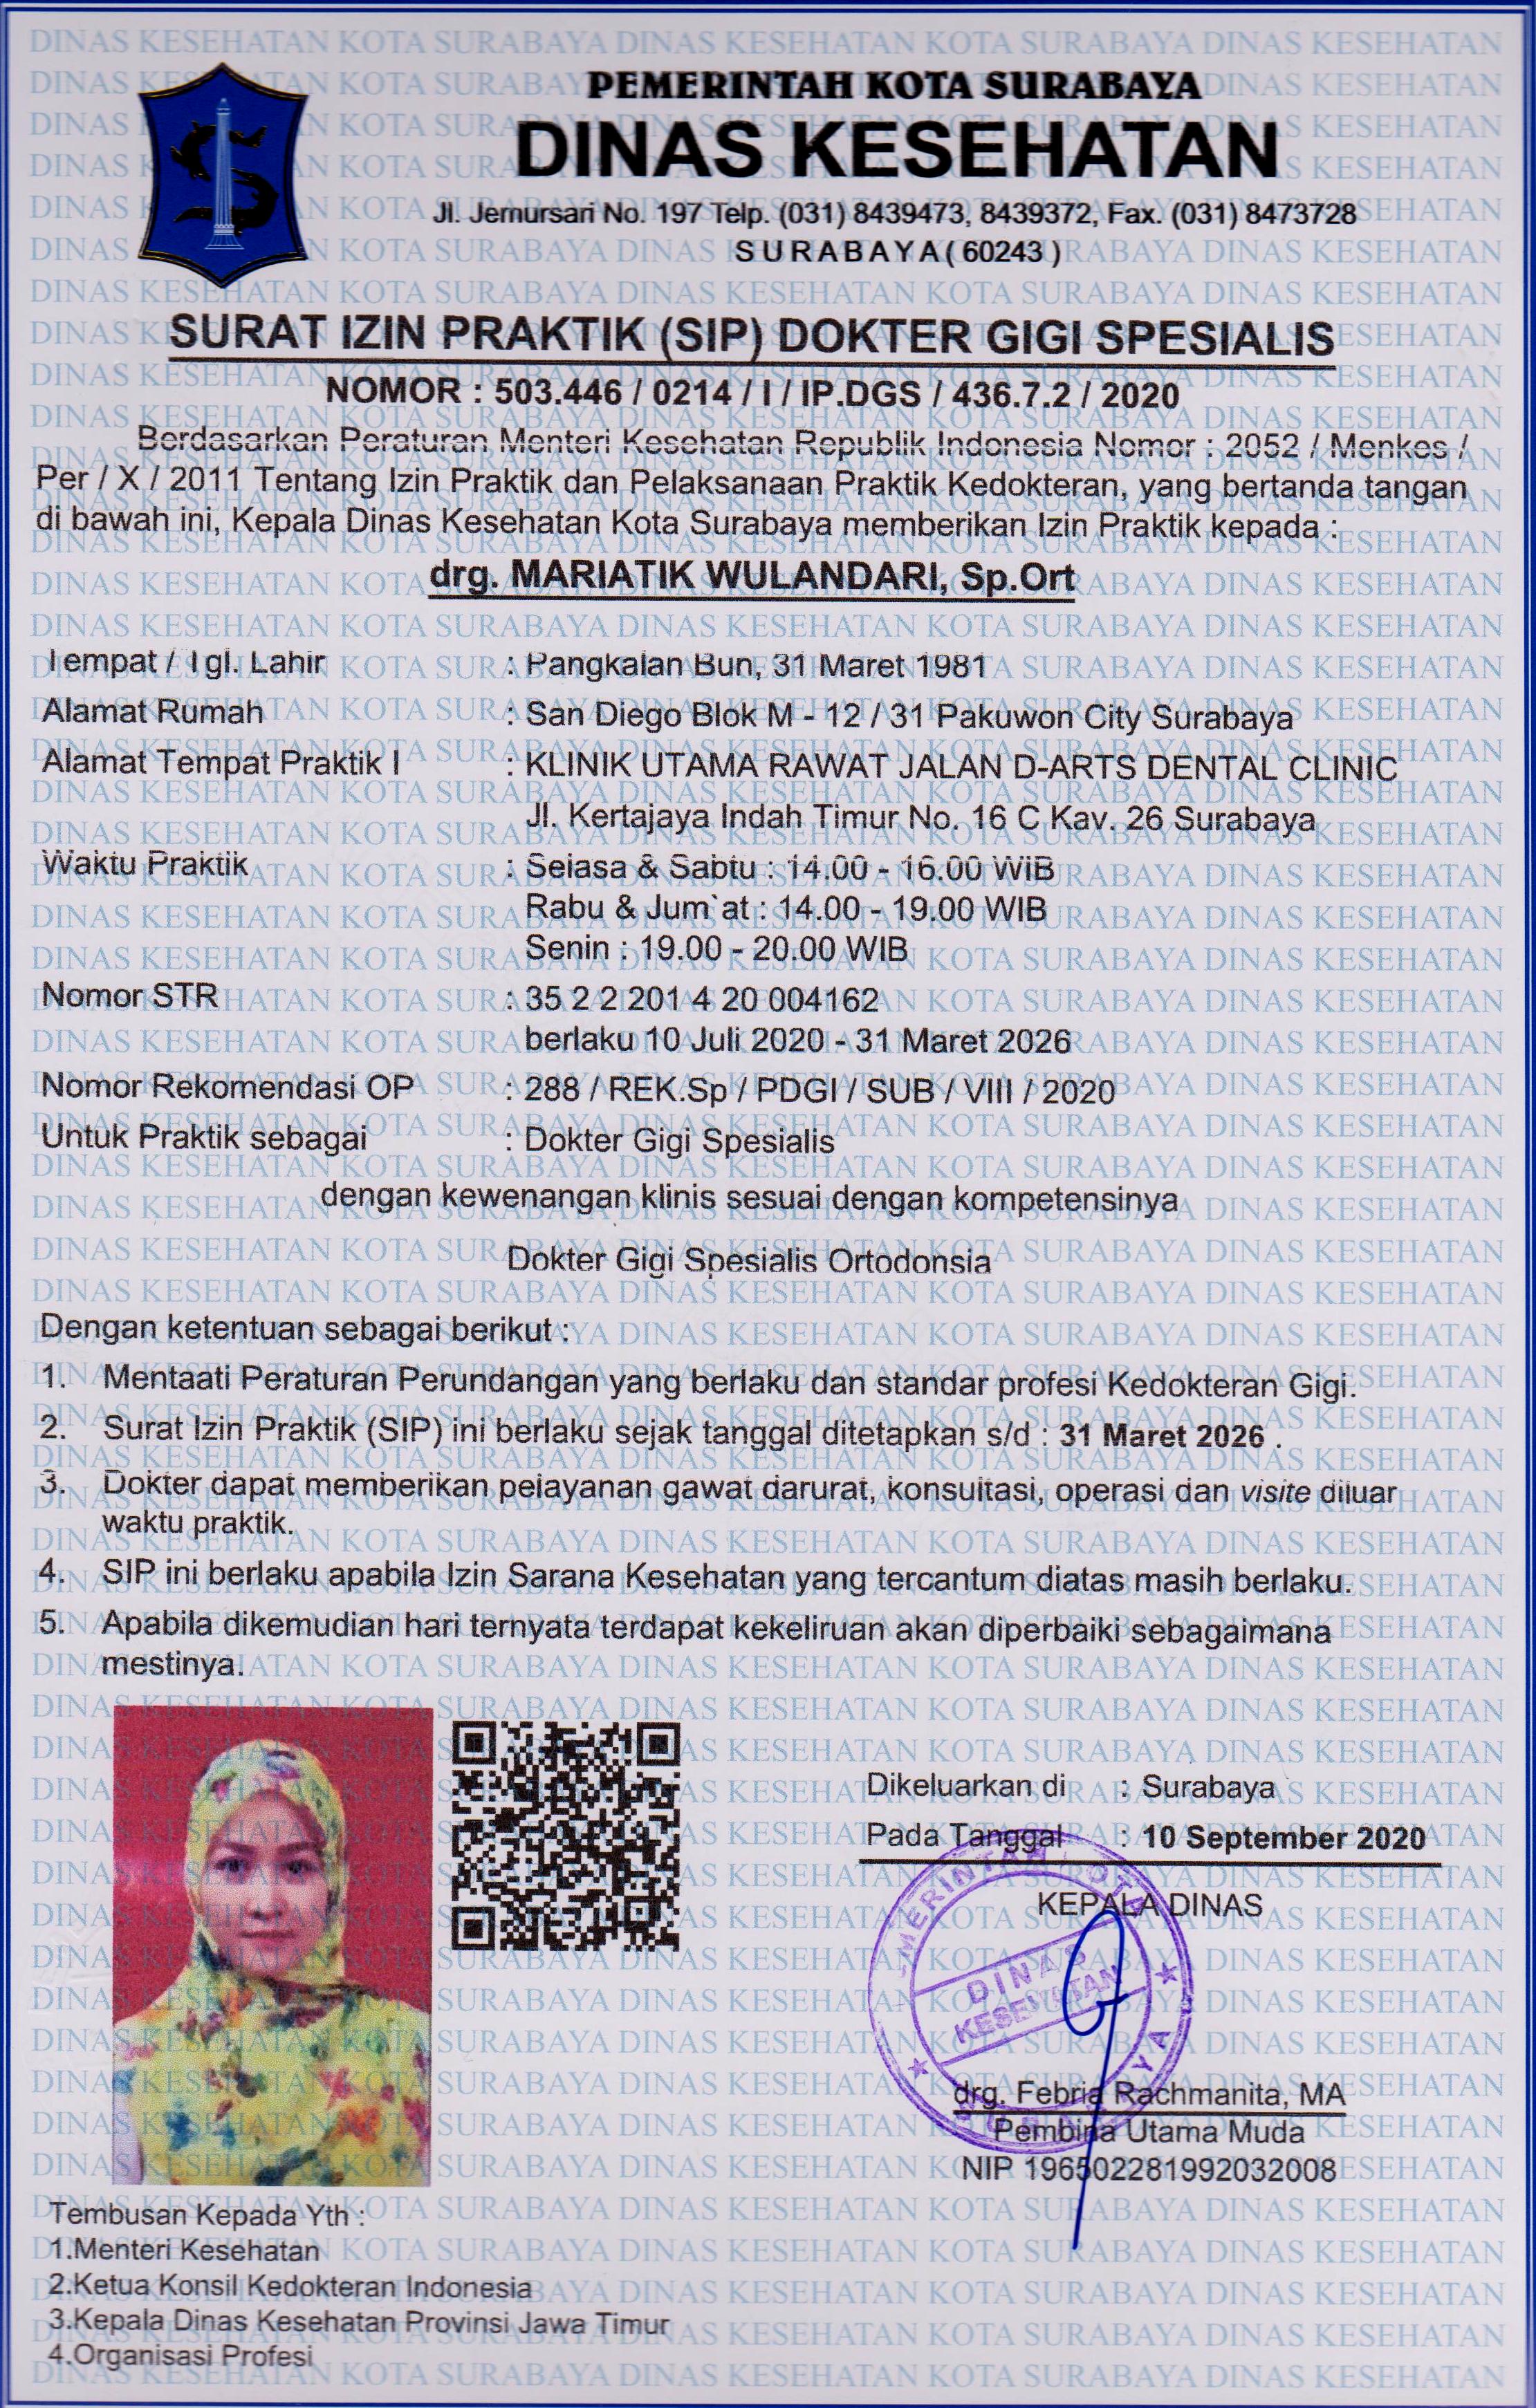 PEMERINTAH KOTA SURABAYA
DINAS KESEHATAN
Jl. Jemursari No. 197 Telp. (031) 8439473, 8439372, Fax. (031) 8473728
S U R A B A Y A ( 60243 )
SURAT IZIN PRAKTIK (SIP) DOKTER GIGI SPESIALIS
NOMOR : 503.446 / 0214 / I / IP.DGS / 436.7.2 / 2020
Berdasarkan Peraturan Menteri Kesehatan Republik Indonesia Nomor : 2052 / Menkes /
Per / X / 2011 Tentang Izin Praktik dan Pelaksanaan Praktik Kedokteran, yang bertanda tangan
di bawah ini, Kepala Dinas Kesehatan Kota Surabaya memberikan Izin Praktik kepada :
drg. MARIATIK WULANDARI, Sp.Ort
Tempat / Tgl. Lahir : Pangkalan Bun, 31 Maret 1981
Alamat Rumah : San Diego Blok M - 12 / 31 Pakuwon City Surabaya
Alamat Tempat Praktik I : KLINIK UTAMA RAWAT JALAN D-ARTS DENTAL CLINIC
Jl. Kertajaya Indah Timur No. 16 C Kav. 26 Surabaya
Waktu Praktik : Selasa & Sabtu : 14.00 - 16.00 WIB
Rabu & Jum`at : 14.00 - 19.00 WIB
Senin : 19.00 - 20.00 WIB
Nomor STR : 35 2 2 201 4 20 004162
berlaku 10 Juli 2020 - 31 Maret 2026
Nomor Rekomendasi OP : 288 / REK.Sp / PDGI / SUB / VIII / 2020
Untuk Praktik sebagai : Dokter Gigi Spesialis
dengan kewenangan klinis sesuai dengan kompetensinya
Dokter Gigi Spesialis Ortodonsia
Dengan ketentuan sebagai berikut :
1. Mentaati Peraturan Perundangan yang berlaku dan standar profesi Kedokteran Gigi.
2. Surat Izin Praktik (SIP) ini berlaku sejak tanggal ditetapkan s/d : 31 Maret 2026 .
3. Dokter dapat memberikan pelayanan gawat darurat, konsultasi, operasi dan visite diluar
waktu praktik.
4. SIP ini berlaku apabila Izin Sarana Kesehatan yang tercantum diatas masih berlaku.
5. Apabila dikemudian hari ternyata terdapat kekeliruan akan diperbaiki sebagaimana
mestinya.
Dikeluarkan di : Surabaya
Pada Tanggal : 10 September 2020
KEPALA DINAS
DINAS
KESEHATAN
drg. Febria Rachmanita, MA
Pembina Utama Muda
NIP 196502281992032008
Tembusan Kepada Yth :
1.Menteri Kesehatan
2.Ketua Konsil Kedokteran Indonesia
3.Kepala Dinas Kesehatan Provinsi Jawa Timur
4.Organisasi Profesi